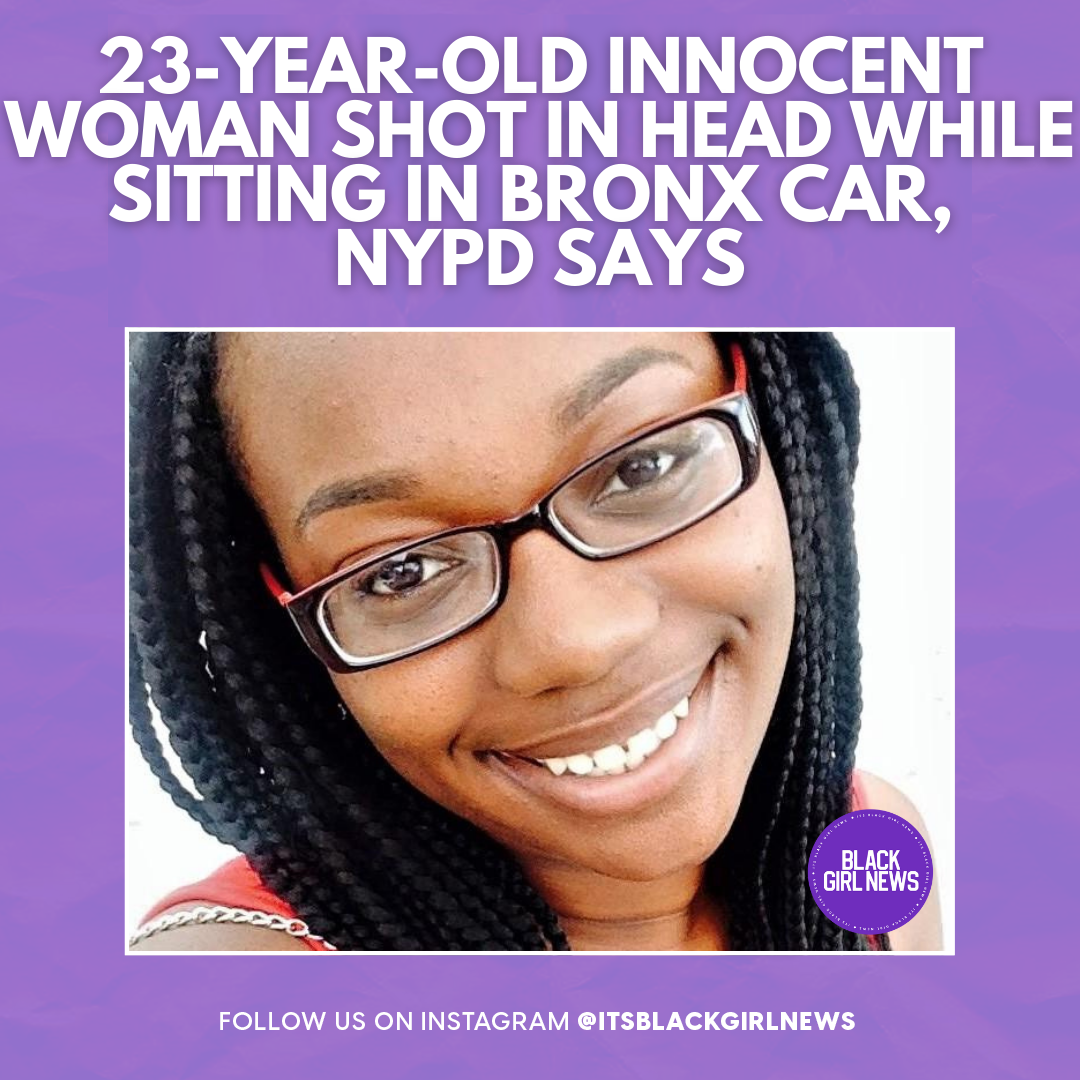 23-YEAR-OLD INNOCENT
WOMAN SHOT IN HEAD WHILE
SITTING IN BRONX CAR,
NYPD SAYS
BLACK
GIRL NEWS
FOLLOW US ON INSTAGRAM @ITSBLACKGIRLNEWS